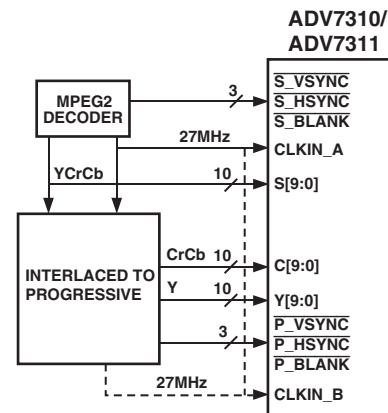 ADV7310/
ADV7311
3
S_VSYNC
S_HSYNC
S_BLANK
MPEG2
DECODER
27MHz
CLKIN_A
YCrCb
10
S[9:0]
INTERLACED TO
PROGRESSIVE
CrCb
10
C[9:0]
Y
10
Y[9:0]
3
P_VSYNC
P_HSYNC
P_BLANK
27MHz
CLKIN_B